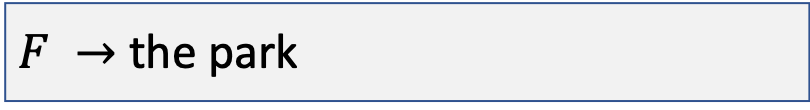 F → the park